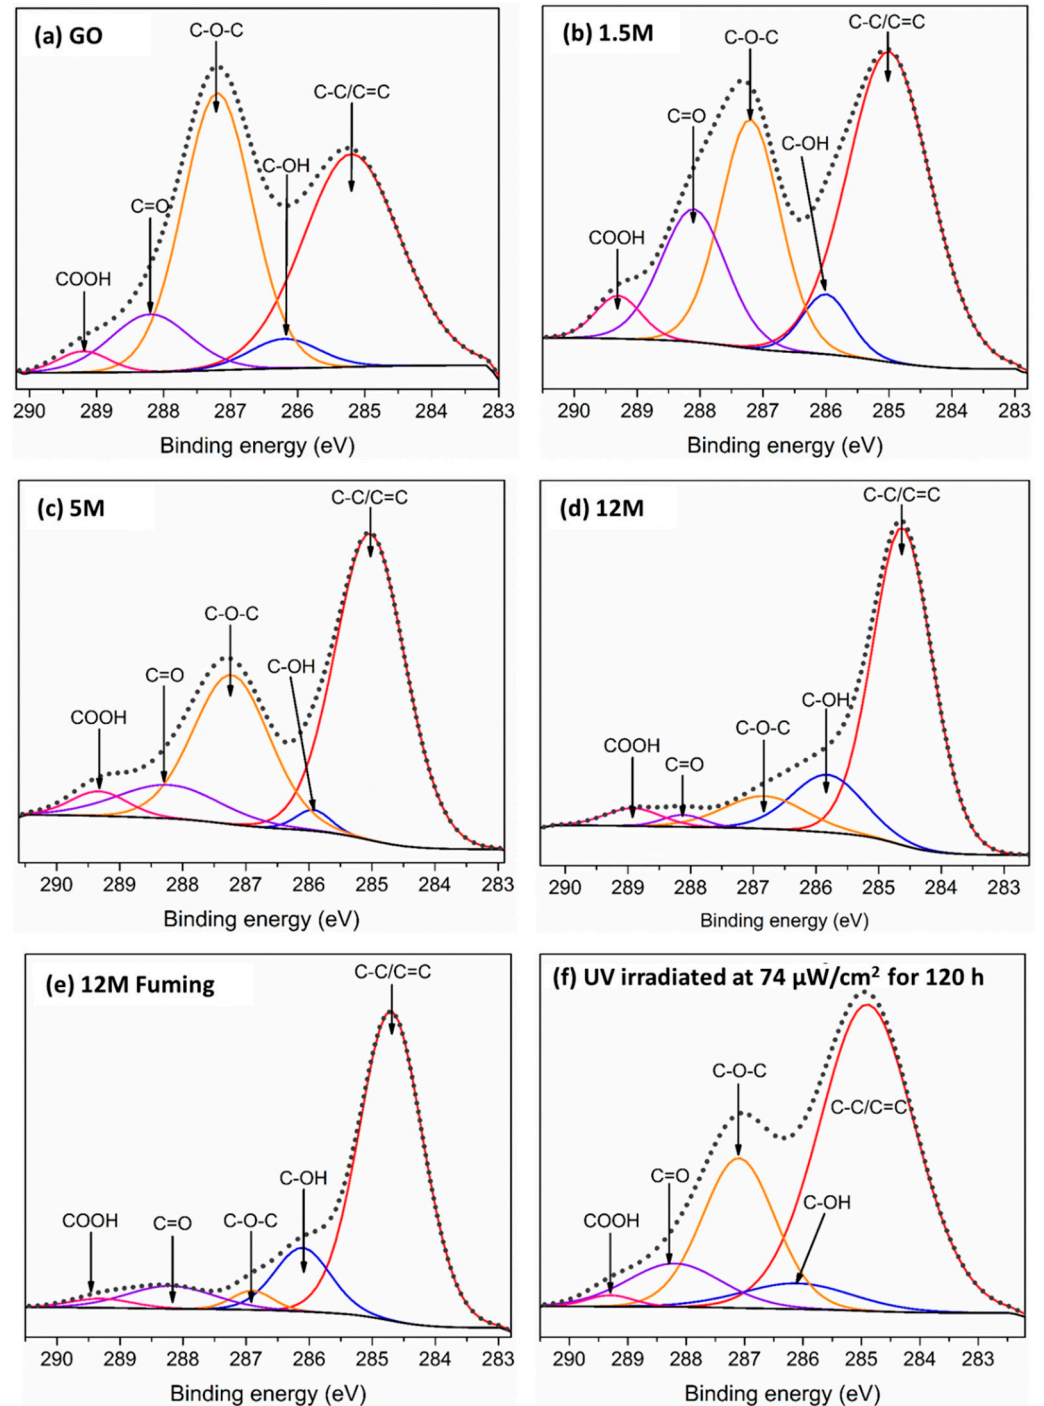 (a) GO
C-O-C
C-C/C=C
C-OH
C=O
COOH
290 289 288 287 286 285 284 283
Binding energy (eV)
(b) 1.5M
C-C/C=C
C-O-C
C=O
C-OH
COOH
290 289 288 287 286 285 284 283
Binding energy (eV)
(c) 5M
C-C/C=C
C-O-C
C-OH
C=O
COOH
290 289 288 287 286 285 284 283
Binding energy (eV)
(d) 12M
C-C/C=C
C-OH
C-O-C
COOH
C=O
290 289 288 287 286 285 284 283
Binding energy (eV)
(e) 12M Fuming
C-C/C=C
C-OH
COOH
C=O
C-O-C
290 289 288 287 286 285 284 283
Binding energy (eV)
(f) UV irradiated at 74 µW/cm² for 120 h
C-O-C
C-C/C=C
C=O
C-OH
COOH
290 289 288 287 286 285 284 283
Binding energy (eV)